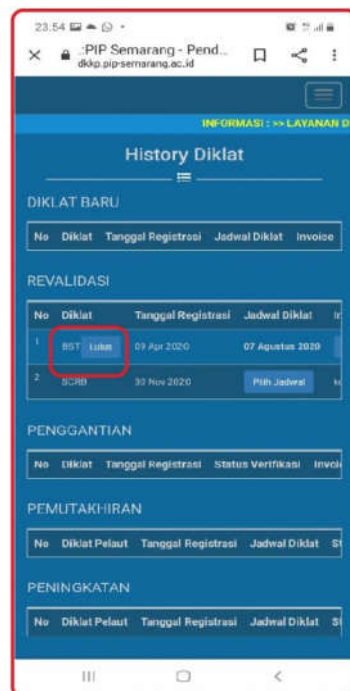 23.54
.:PIP Semarang - Pend...
dkkp.pip-semarang.ac.id
INFORMASI : >> LAYANAN D
History Diklat
DIKLAT BARU
No Diklat Tanggal Registrasi Jadwal Diklat Invoice
REVALIDASI
No Diklat Tanggal Registrasi Jadwal Diklat In
1 BST Lulus 09 Apr 2020 07 Agustus 2020
2 SCRB 30 Nov 2020 Pilih Jadwal
PENGGANTIAN
No Diklat Tanggal Registrasi Status Verifikasi Invoic
PEMUTAKHIRAN
No Diklat Pelaut Tanggal Registrasi Jadwal Diklat St
PENINGKATAN
No Diklat Pelaut Tanggal Registrasi Jadwal Diklat St